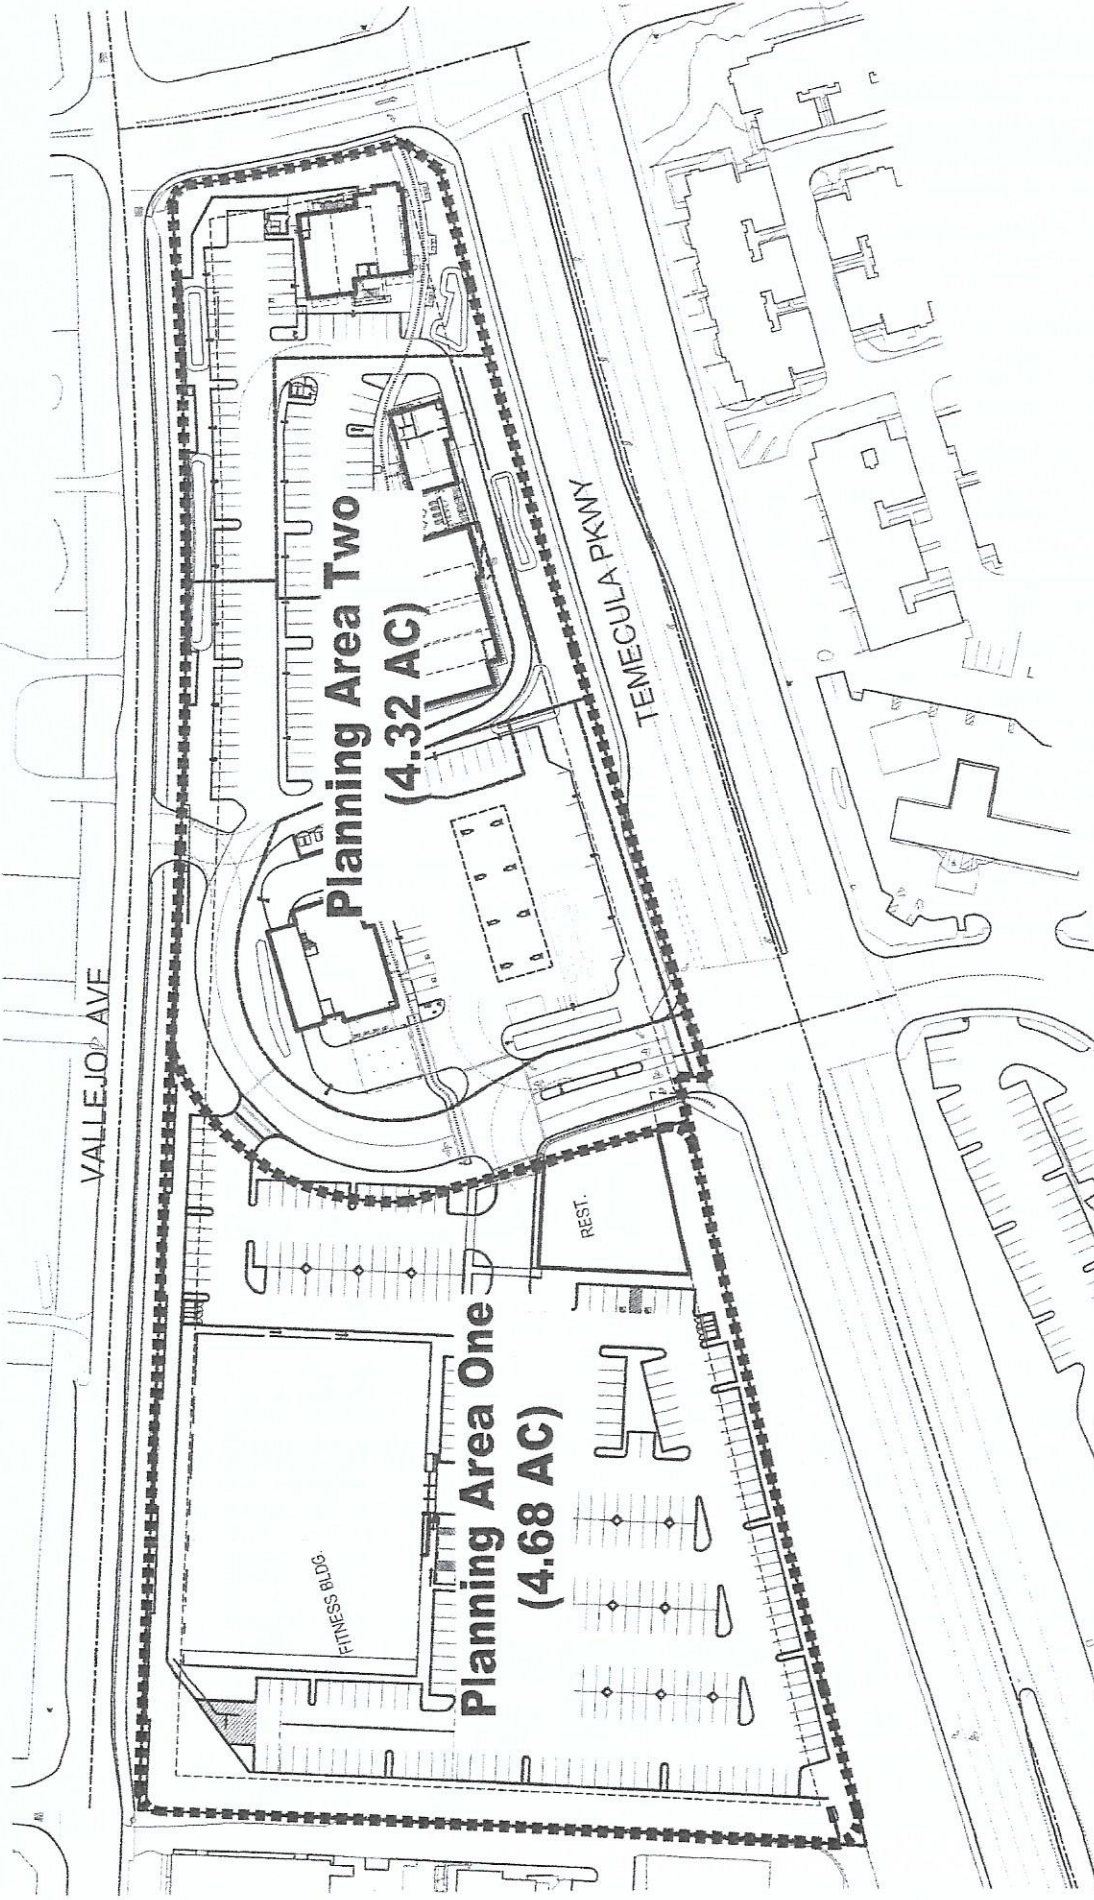 VALLEJO AVE
Planning Area One
(4.68 AC)
FITNESS BLDG.
REST.
Planning Area Two
(4.32 AC)
TEMECULA PKWY